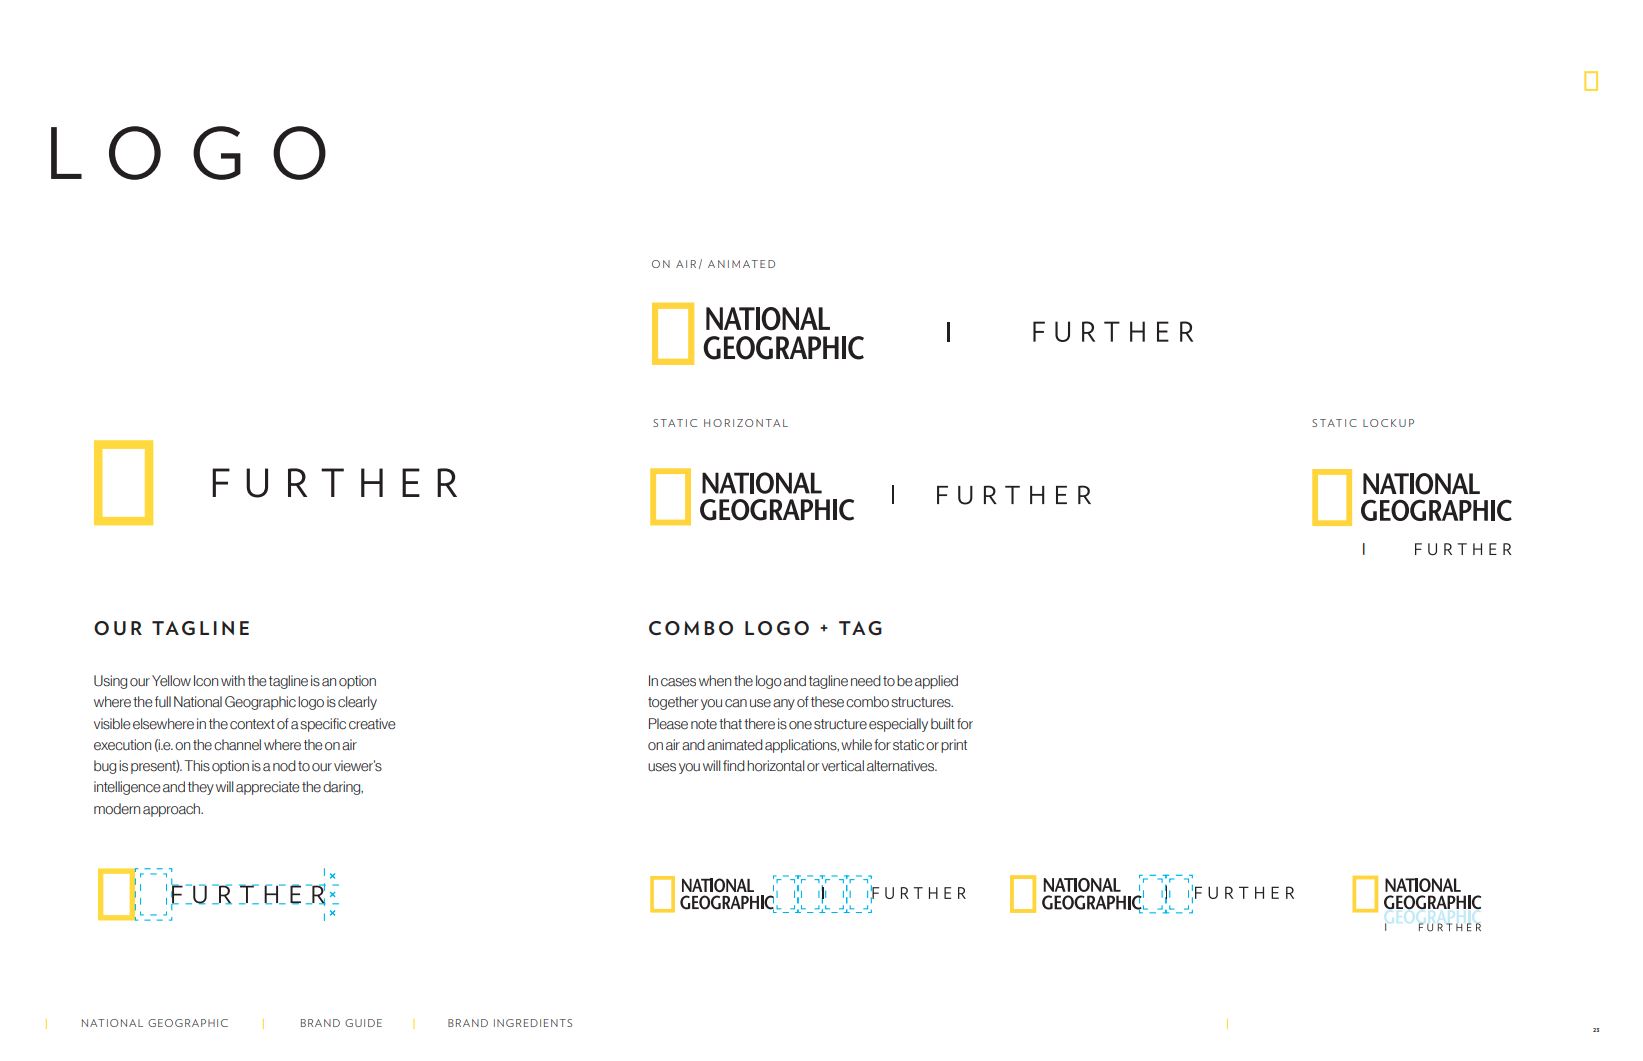 LOGO
ON AIR/ ANIMATED
NATIONAL
GEOGRAPHIC
I FURTHER
STATIC HORIZONTAL
STATIC LOCKUP
FURTHER
NATIONAL
GEOGRAPHIC
I FURTHER
NATIONAL
GEOGRAPHIC
I FURTHER
OUR TAGLINE
Using our Yellow Icon with the tagline is an option
where the full National Geographic logo is clearly
visible elsewhere in the context of a specific creative
execution (i.e. on the channel where the on air
bug is present). This option is a nod to our viewer's
intelligence and they will appreciate the daring,
modern approach.
COMBO LOGO + TAG
In cases when the logo and tagline need to be applied
together you can use any of these combo structures.
Please note that there is one structure especially built for
on air and animated applications, while for static or print
uses you will find horizontal or vertical alternatives.
FURTHER
x
x
x
NATIONAL
GEOGRAPHIC
I FURTHER
NATIONAL
GEOGRAPHIC
I FURTHER
NATIONAL
GEOGRAPHIC
GEOGRAPHIC
I FURTHER
| NATIONAL GEOGRAPHIC | BRAND GUIDE | BRAND INGREDIENTS | 23